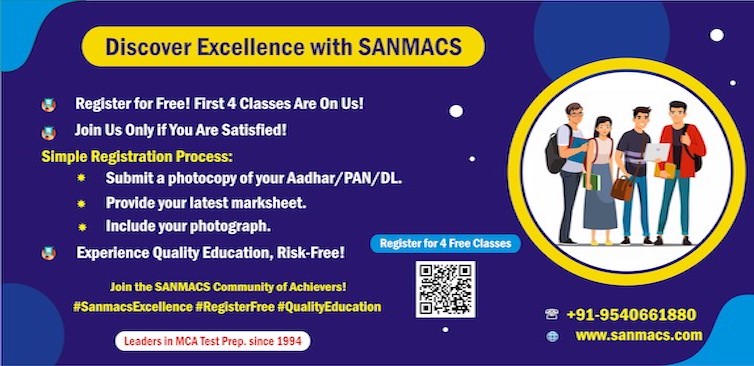 Discover Excellence with SANMACS
Register for Free! First 4 Classes Are On Us!
Join Us Only if You Are Satisfied!
Simple Registration Process:
Submit a photocopy of your Aadhar/PAN/DL.
Provide your latest marksheet.
Include your photograph.
Experience Quality Education, Risk-Free!
Register for 4 Free Classes
Join the SANMACS Community of Achievers!
#SanmacsExcellence #RegisterFree #QualityEducation
Leaders in MCA Test Prep. since 1994
+91-9540661880
www.sanmacs.com